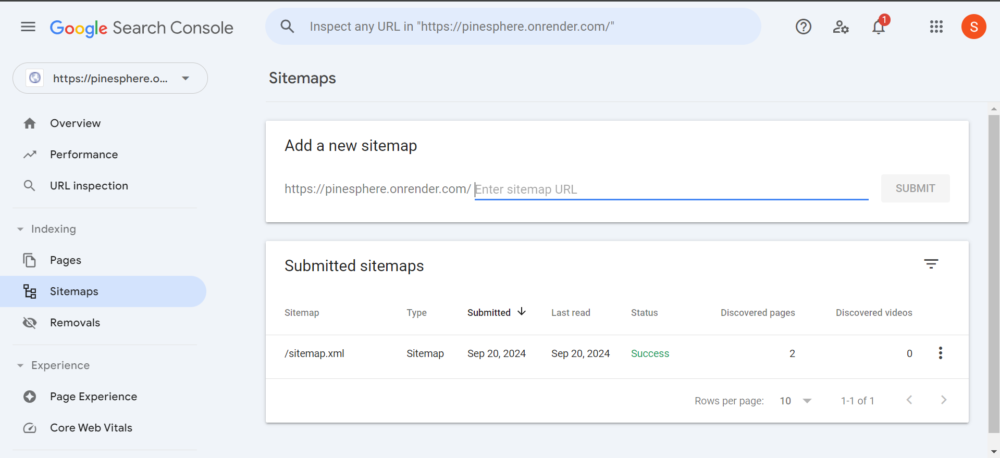 Google Search Console
Inspect any URL in "https://pinesphere.onrender.com/"
1
S
https://pinesphere.o...
Overview
Performance
URL inspection
Indexing
Pages
Sitemaps
Removals
Experience
Page Experience
Core Web Vitals
Sitemaps
Add a new sitemap
https://pinesphere.onrender.com/ Enter sitemap URL SUBMIT
Submitted sitemaps
Sitemap Type Submitted Last read Status Discovered pages Discovered videos
/sitemap.xml Sitemap Sep 20, 2024 Sep 20, 2024 Success 2 0
Rows per page: 10 1-1 of 1